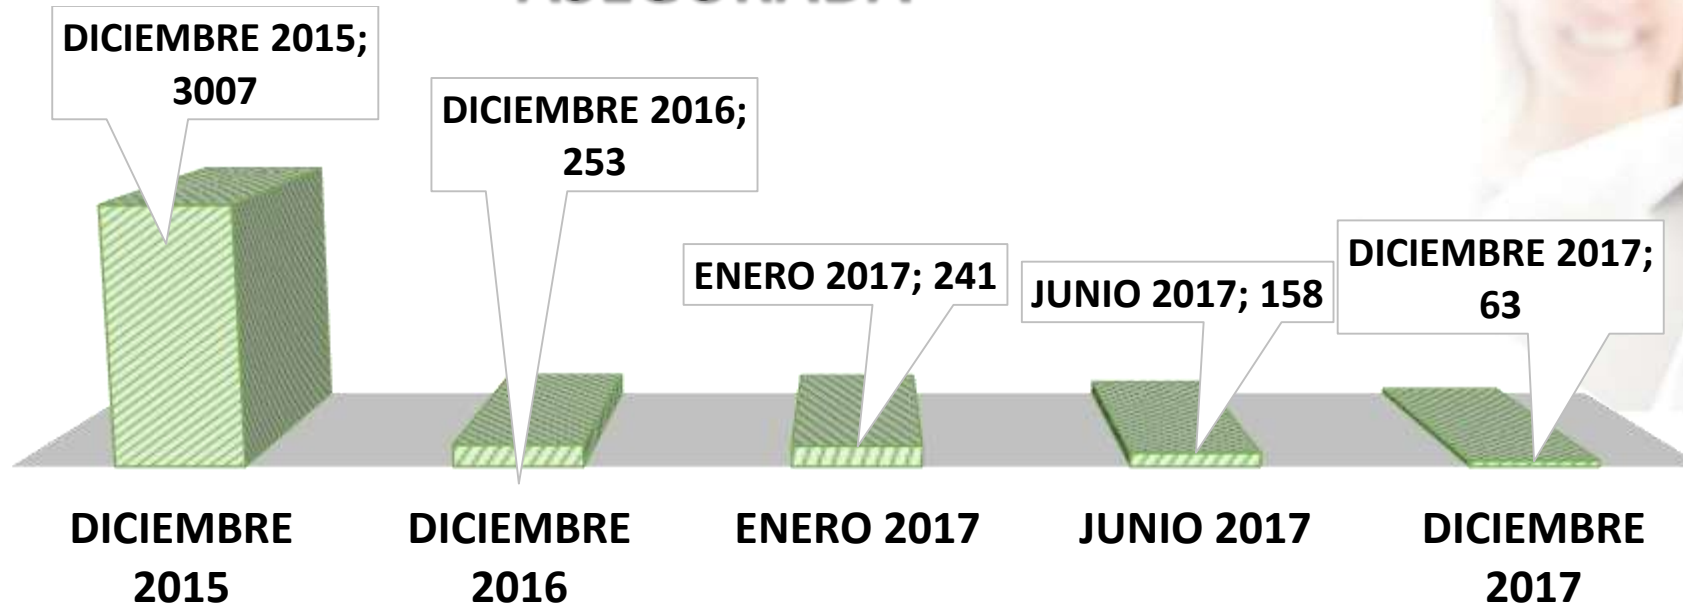 DICIEMBRE 2015;
3007
DICIEMBRE 2016;
253
ENERO 2017; 241
JUNIO 2017; 158
DICIEMBRE 2017;
63
DICIEMBRE
2015
DICIEMBRE
2016
ENERO 2017
JUNIO 2017
DICIEMBRE
2017